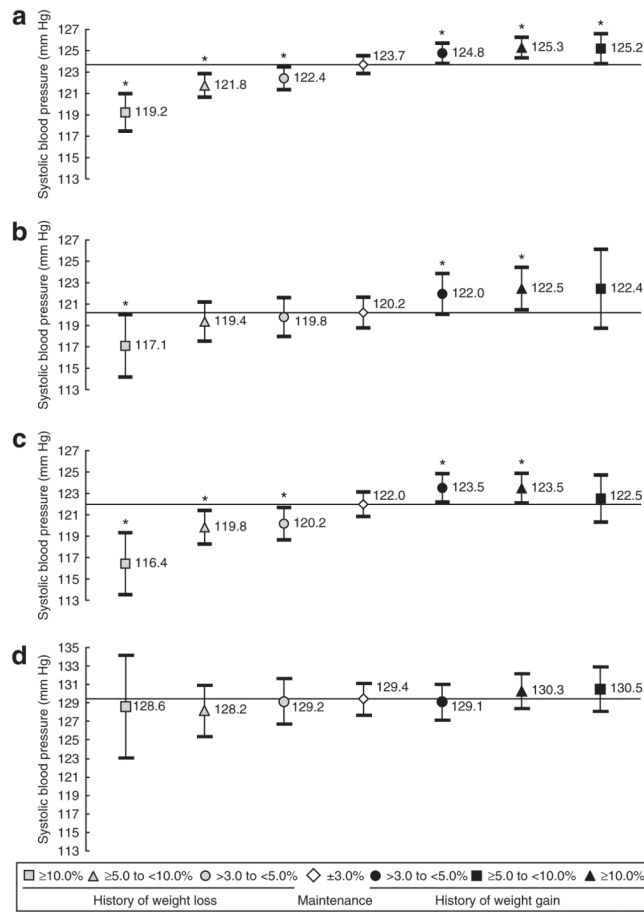 a
Systolic blood pressure (mm Hg)
127
125
123
121
119
117
115
113
* * * * * *
119.2 121.8 122.4 123.7 124.8 125.3 125.2
b
Systolic blood pressure (mm Hg)
127
125
123
121
119
117
115
113
* * *
117.1 119.4 119.8 120.2 122.0 122.5 122.4
c
Systolic blood pressure (mm Hg)
127
125
123
121
119
117
115
113
* * * * *
116.4 119.8 120.2 122.0 123.5 123.5 122.5
d
Systolic blood pressure (mm Hg)
135
133
131
129
127
125
123
121
119
117
115
113
128.6 128.2 129.2 129.4 129.1 130.3 130.5
≥10.0% ≥5.0 to <10.0% >3.0 to <5.0% ±3.0% >3.0 to <5.0% ≥5.0 to <10.0% ≥10.0%
History of weight loss Maintenance History of weight gain